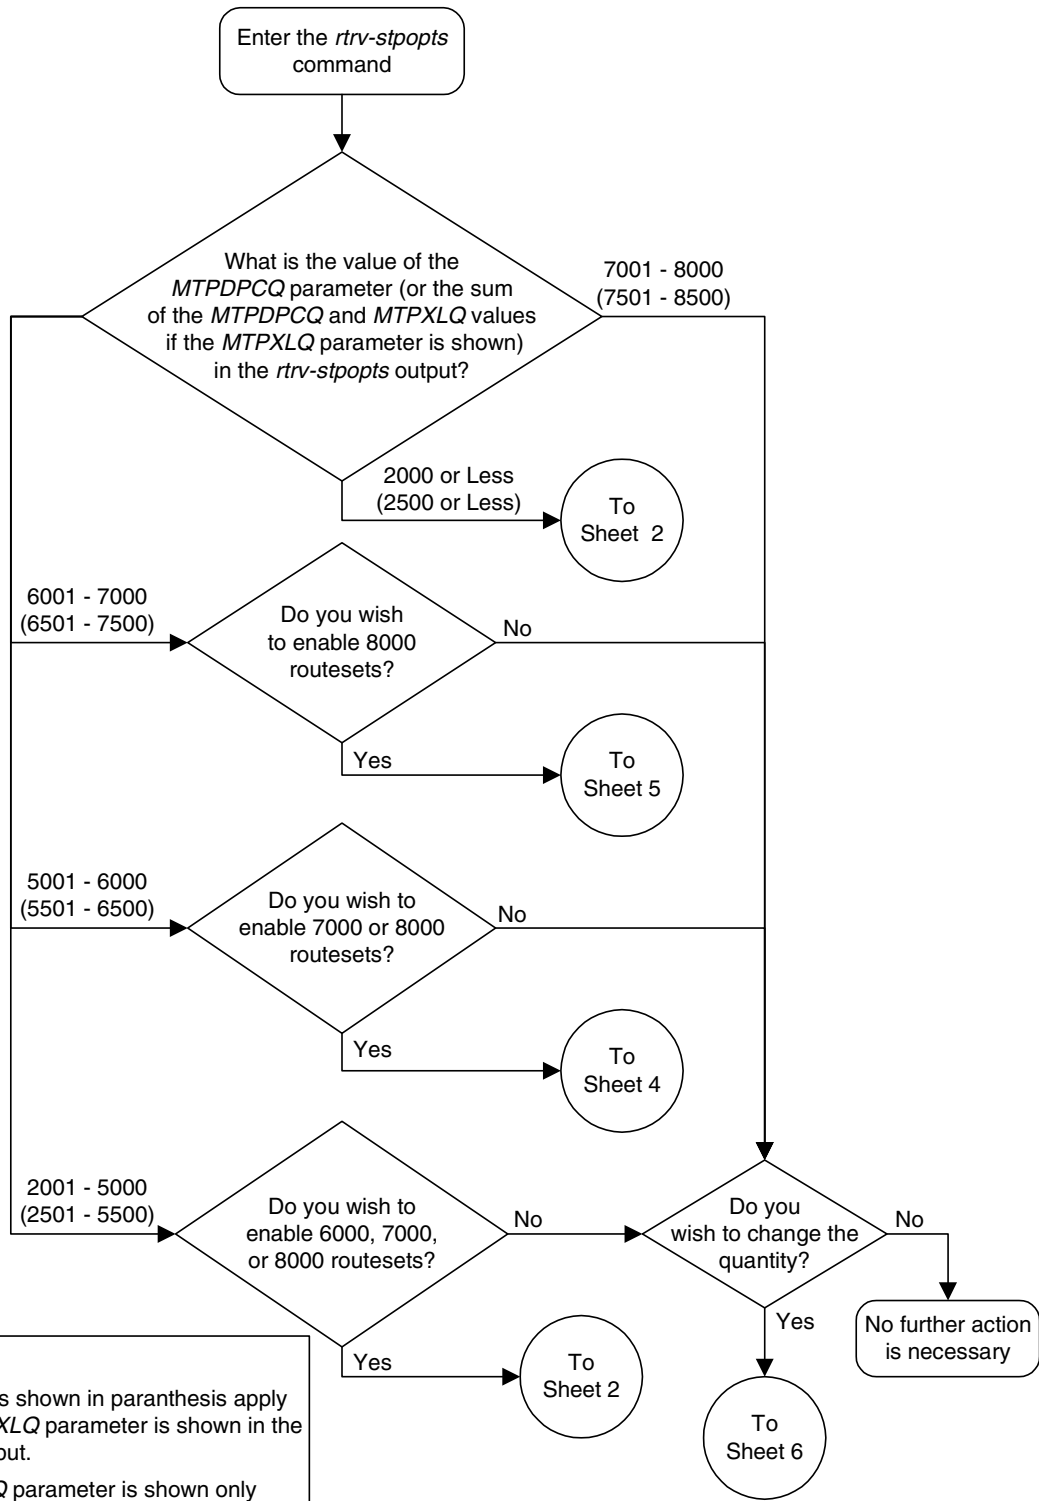 Enter the rtrv-stpopts
command
What is the value of the
MTPDPCQ parameter (or the sum
of the MTPDPCQ and MTPXLQ values
if the MTPXLQ parameter is shown)
in the rtrv-stpopts output?
7001 - 8000
(7501 - 8500)
2000 or Less
(2500 or Less)
To
Sheet 2
6001 - 7000
(6501 - 7500)
Do you wish
to enable 8000
routesets?
No
Yes
To
Sheet 5
5001 - 6000
(5501 - 6500)
Do you wish to
enable 7000 or 8000
routesets?
No
Yes
To
Sheet 4
2001 - 5000
(2501 - 5500)
Do you wish to
enable 6000, 7000,
or 8000 routesets?
No
Do you
wish to change the
quantity?
No
Yes
No further action
is necessary
Yes
To
Sheet 2
To
Sheet 6
s shown in paranthesis apply
XLQ parameter is shown in the
out.
Q parameter is shown only